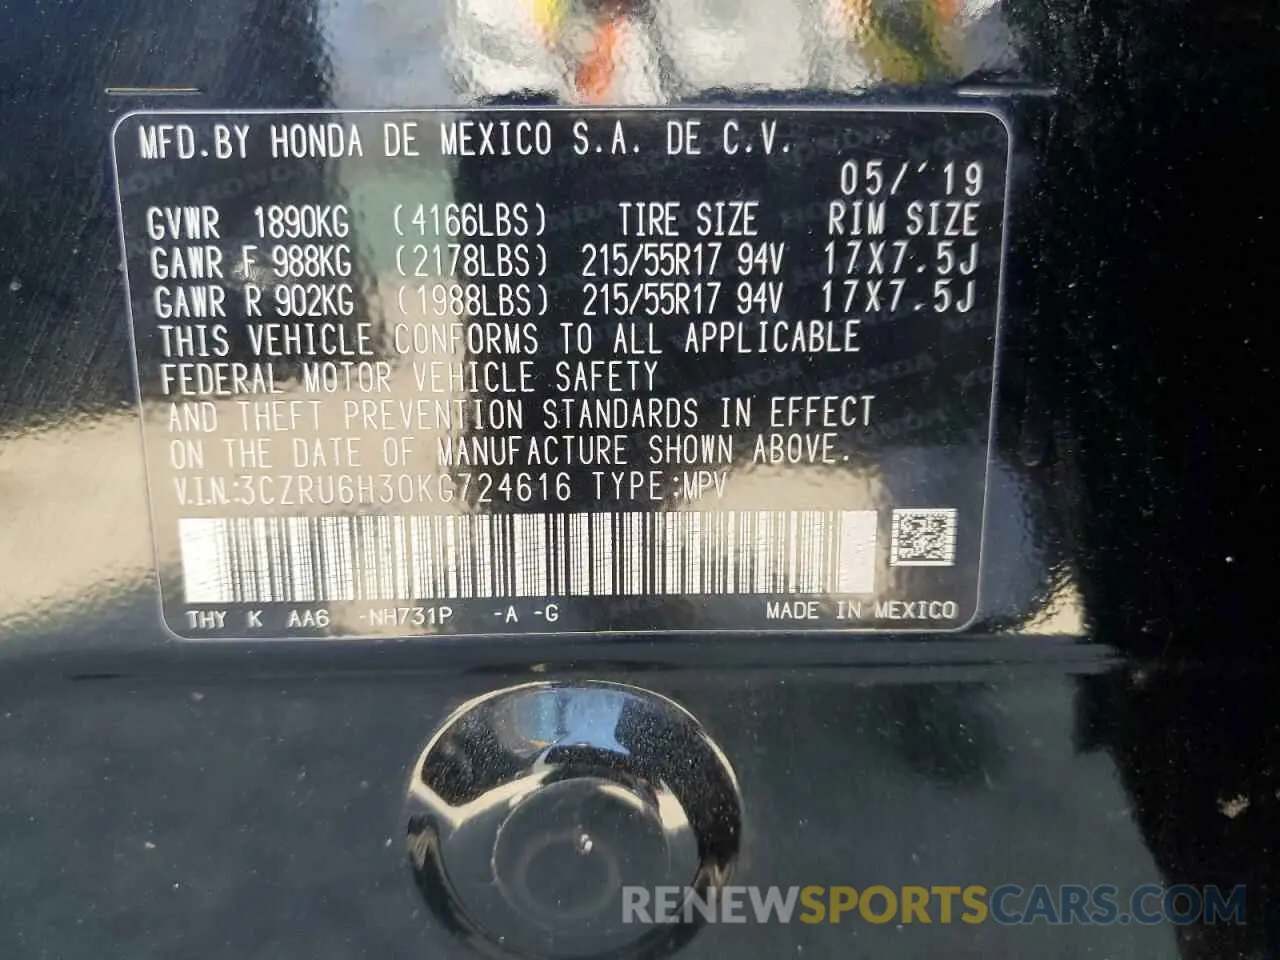 MFD.BY HONDA DE MEXICO S.A. DE C.V.
05/'19
GVWR 1890KG (4166LBS) TIRE SIZE RIM SIZE
GAWR F 988KG (2178LBS) 215/55R17 94V 17X7.5J
GAWR R 902KG (1988LBS) 215/55R17 94V 17X7.5J
THIS VEHICLE CONFORMS TO ALL APPLICABLE
FEDERAL MOTOR VEHICLE SAFETY
AND THEFT PREVENTION STANDARDS IN EFFECT
ON THE DATE OF MANUFACTURE SHOWN ABOVE.
V.I.N.:3CZRU6H30KG724616 TYPE:MPV
THY K AA6 -NH731P -A -G MADE IN MEXICO
RENEWSPORTSCARS.COM